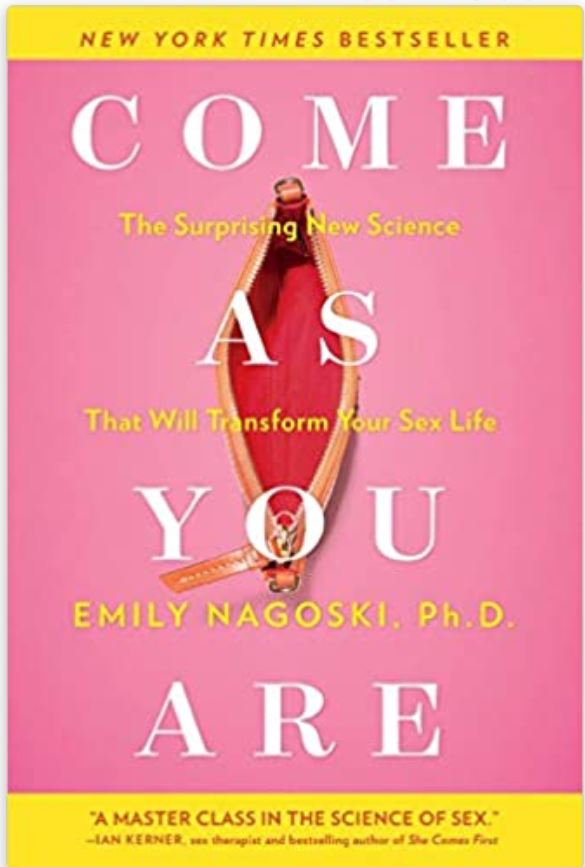 NEW YORK TIMES BESTSELLER
COME
The Surprising New Science
AS
That Will Transform Your Sex Life
YOU
EMILY NAGOSKI, Ph.D.
ARE
"A MASTER CLASS IN THE SCIENCE OF SEX."
—IAN KERNER, sex therapist and bestselling author of She Comes First